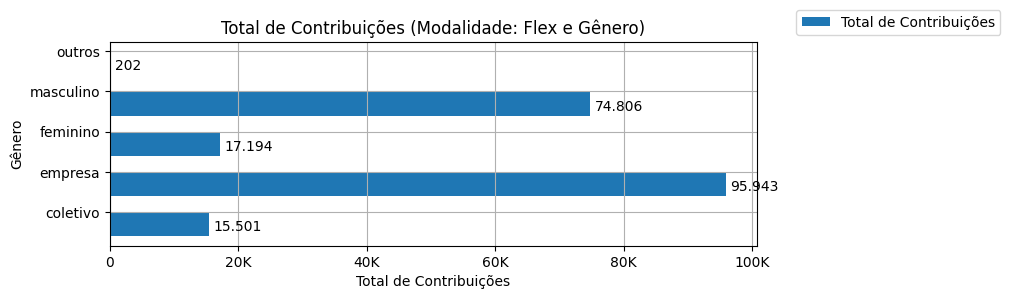 Total de Contribuições (Modalidade: Flex e Gênero)
Total de Contribuições
Gênero
outros
202
masculino
74.806
feminino
17.194
empresa
95.943
coletivo
15.501
0
20K
40K
60K
80K
100K
Total de Contribuições